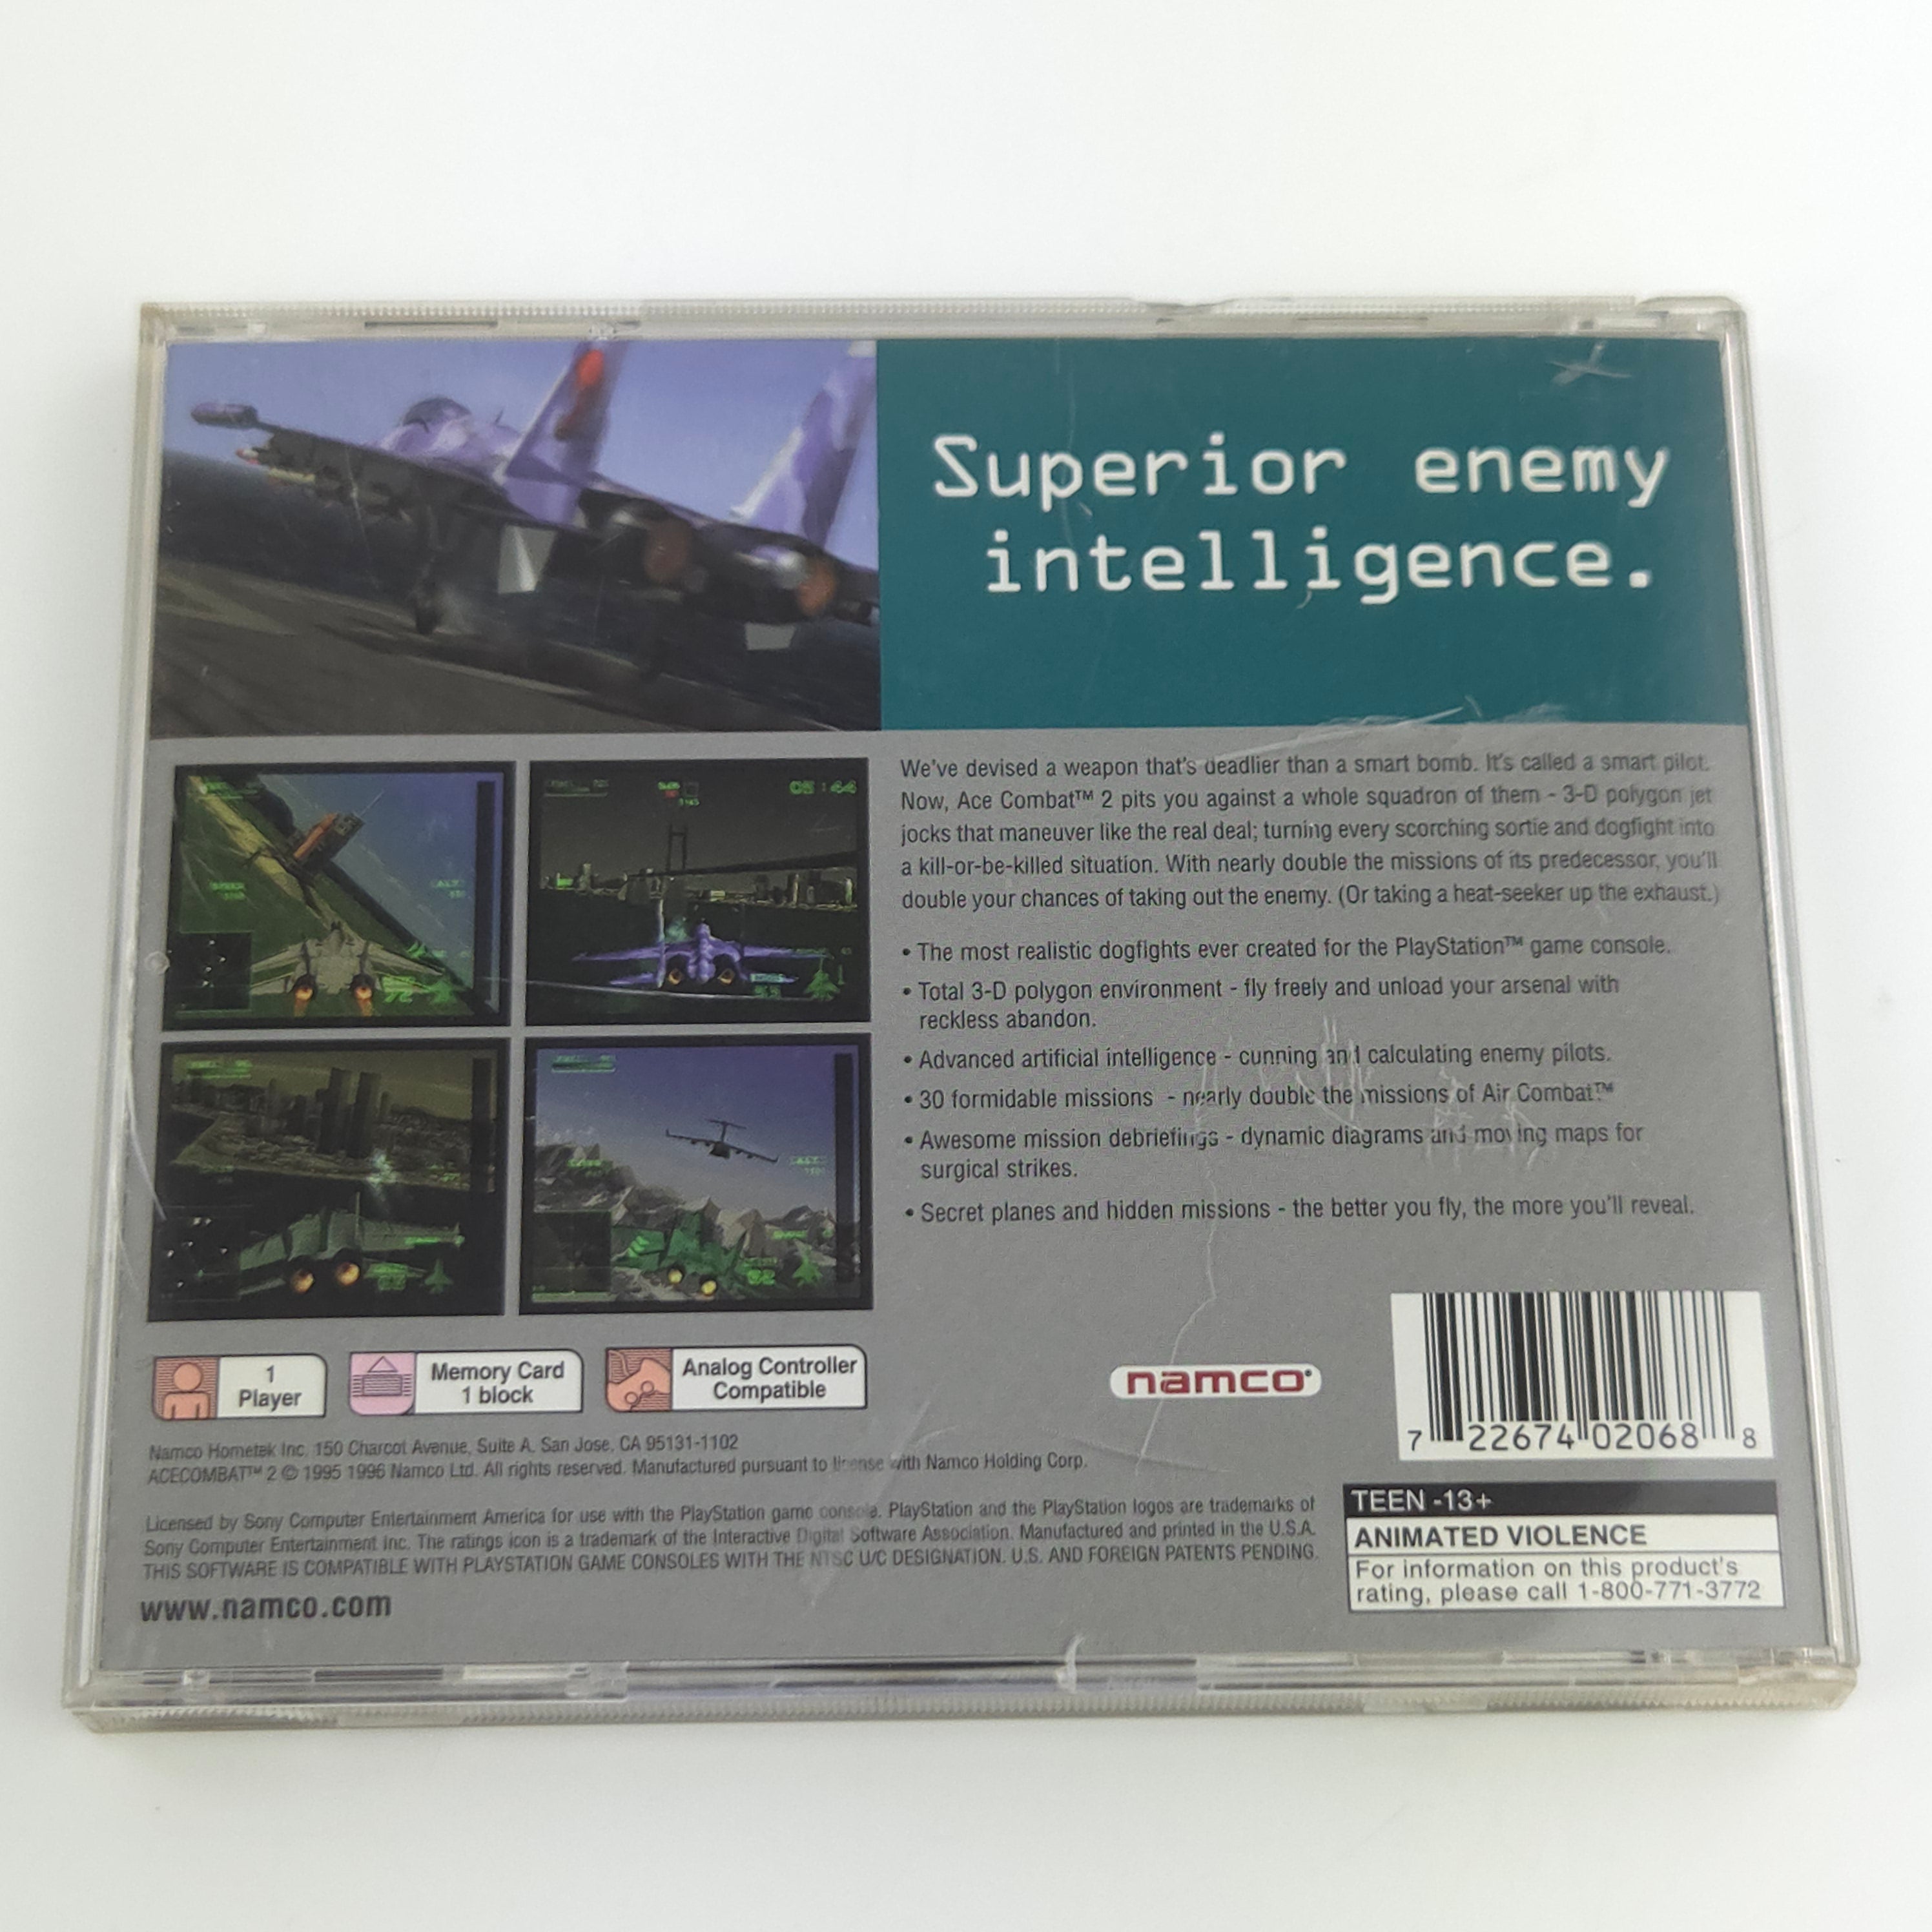 Superior enemy
intelligence.
We've devised a weapon that's deadlier than a smart bomb. It's called a smart pilot.
Now, Ace Combat™ 2 pits you against a whole squadron of them - 3-D polygon jet
jocks that maneuver like the real deal; turning every scorching sortie and dogfight into
a kill-or-be-killed situation. With nearly double the missions of its predecessor, you'll
double your chances of taking out the enemy. (Or taking a heat-seeker up the exhaust.)
• The most realistic dogfights ever created for the PlayStation™ game console.
• Total 3-D polygon environment - fly freely and unload your arsenal with
reckless abandon.
• Advanced artificial intelligence - cunning and calculating enemy pilots.
• 30 formidable missions - nearly double the missions of Air Combat™
• Awesome mission debriefings - dynamic diagrams and moving maps for
surgical strikes.
• Secret planes and hidden missions - the better you fly, the more you'll reveal.
05:44
1
Player
Memory Card
1 block
Analog Controller
Compatible
namco
7 22674 02068 8
Namco Hometek Inc. 150 Charcot Avenue, Suite A, San Jose, CA 95131-1102
ACECOMBAT™ 2 © 1995 1996 Namco Ltd. All rights reserved. Manufactured pursuant to license with Namco Holding Corp.
Licensed by Sony Computer Entertainment America for use with the PlayStation game console. PlayStation and the PlayStation logos are trademarks of
Sony Computer Entertainment Inc. The ratings icon is a trademark of the Interactive Digital Software Association. Manufactured and printed in the U.S.A.
THIS SOFTWARE IS COMPATIBLE WITH PLAYSTATION GAME CONSOLES WITH THE NTSC U/C DESIGNATION. U.S. AND FOREIGN PATENTS PENDING.
www.namco.com
TEEN -13+
ANIMATED VIOLENCE
For information on this product's
rating, please call 1-800-771-3772